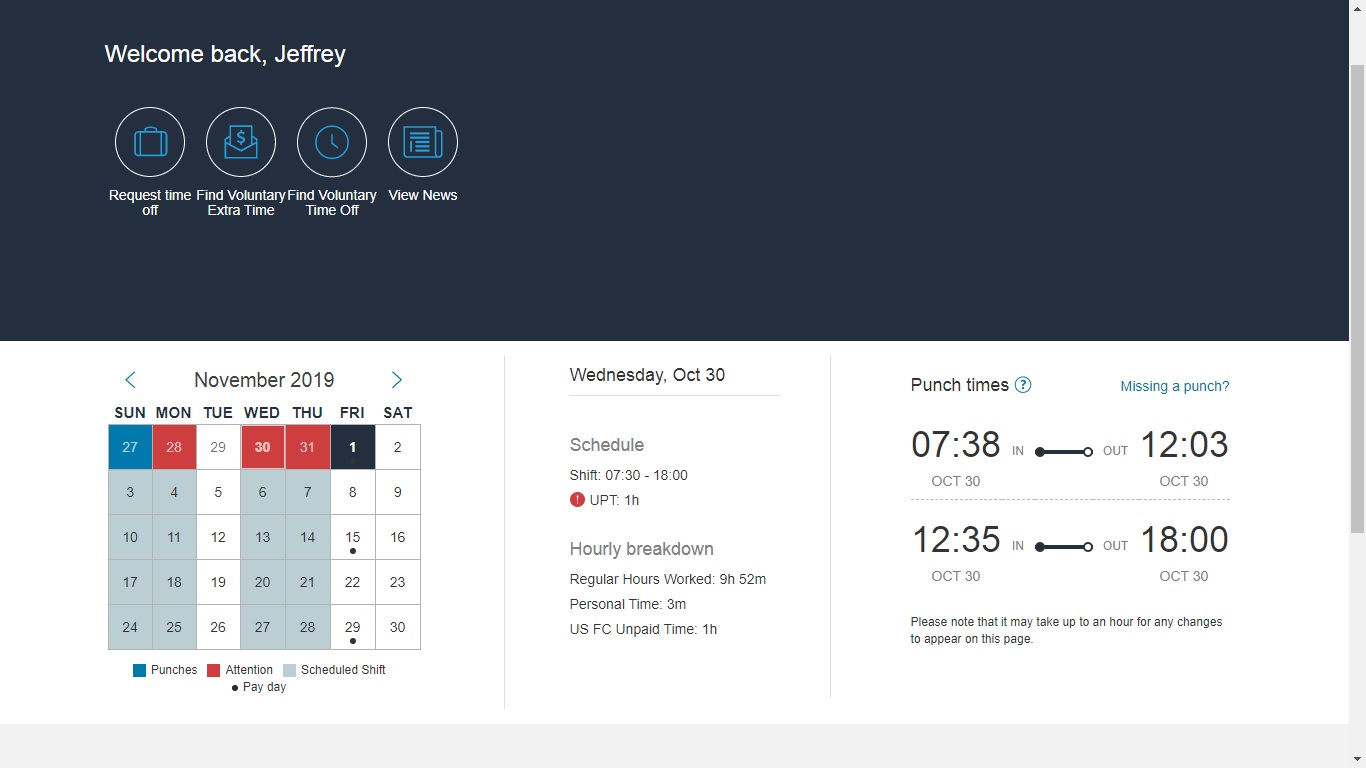 Welcome back, Jeffrey
Request time
off
Find Voluntary
Extra Time
Find Voluntary
Time Off
View News
November 2019
SUN MON TUE WED THU FRI SAT
27 28 29 30 31 1 2
3 4 5 6 7 8 9
10 11 12 13 14 15 16
17 18 19 20 21 22 23
24 25 26 27 28 29 30
Punches Attention Scheduled Shift
Pay day
Wednesday, Oct 30
Schedule
Shift: 07:30 - 18:00
! UPT: 1h
Hourly breakdown
Regular Hours Worked: 9h 52m
Personal Time: 3m
US FC Unpaid Time: 1h
Punch times ? Missing a punch?
07:38 IN OUT 12:03
OCT 30 OCT 30
12:35 IN OUT 18:00
OCT 30 OCT 30
Please note that it may take up to an hour for any changes
to appear on this page.